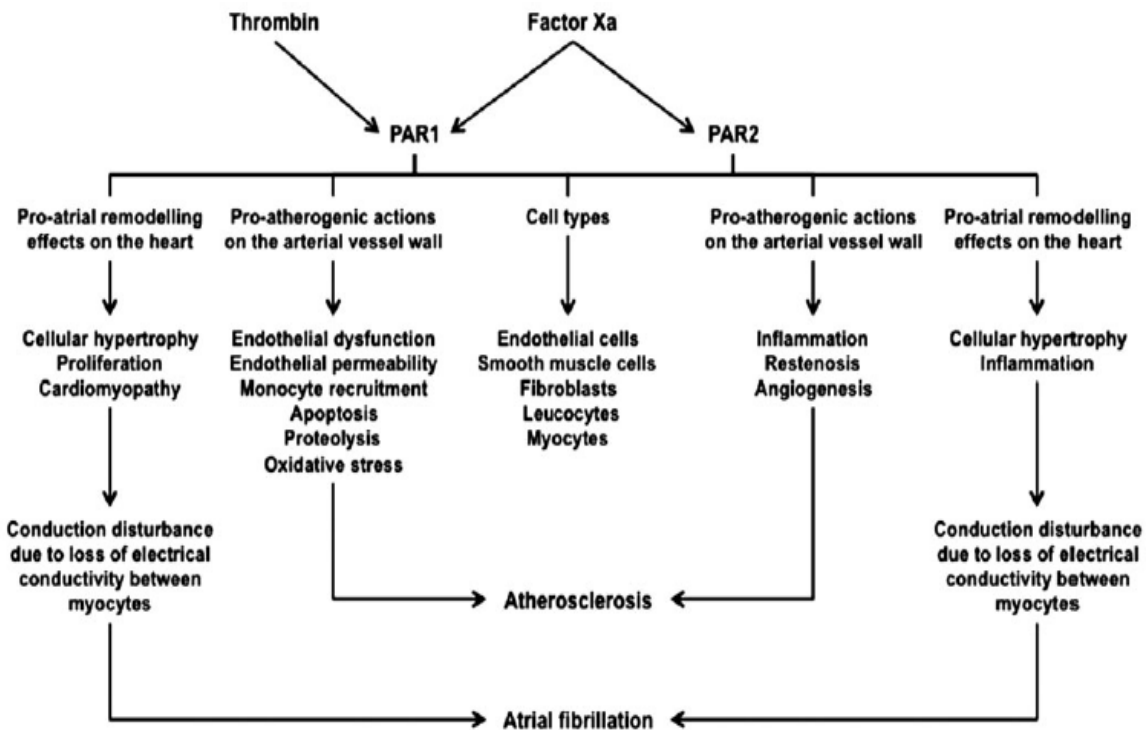 Thrombin
Factor Xa
PAR1
PAR2
Pro-atrial remodelling
effects on the heart
Pro-atherogenic actions
on the arterial vessel wall
Cell types
Pro-atherogenic actions
on the arterial vessel wall
Pro-atrial remodelling
effects on the heart
Cellular hypertrophy
Proliferation
Cardiomyopathy
Endothelial dysfunction
Endothelial permeability
Monocyte recruitment
Apoptosis
Proteolysis
Oxidative stress
Endothelial cells
Smooth muscle cells
Fibroblasts
Leucocytes
Myocytes
Inflammation
Restenosis
Angiogenesis
Cellular hypertrophy
Inflammation
Conduction disturbance
due to loss of electrical
conductivity between
myocytes
Conduction disturbance
due to loss of electrical
conductivity between
myocytes
Atherosclerosis
Atrial fibrillation